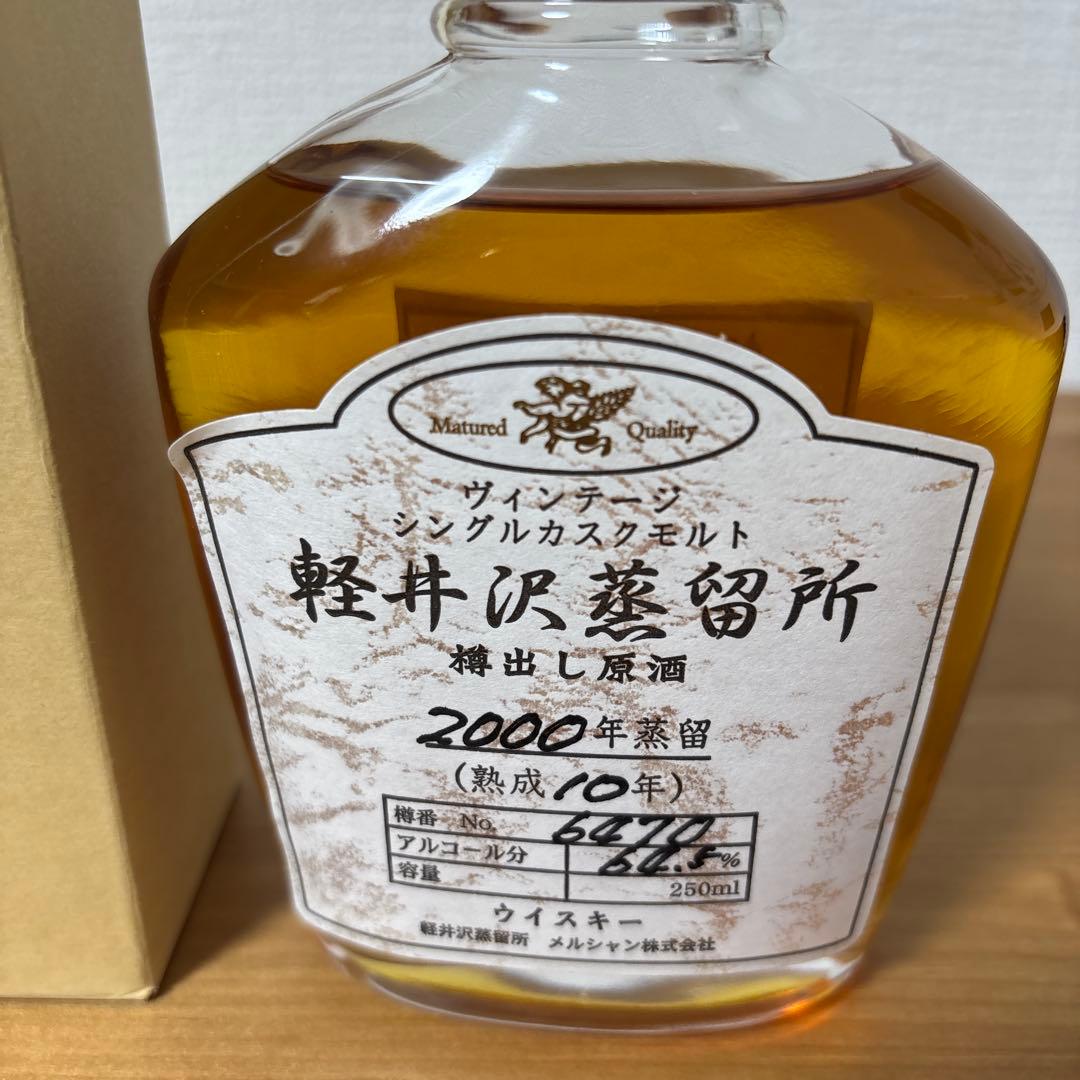 Matured Quality
ヴィンテージ
シングルカスクモルト
軽井沢蒸留所
樽出し原酒
2000年蒸留
(熟成10年)
樽番 No. 6470
アルコール分 64.5%
容量 250ml
ウイスキー
軽井沢蒸留所 メルシャン株式会社